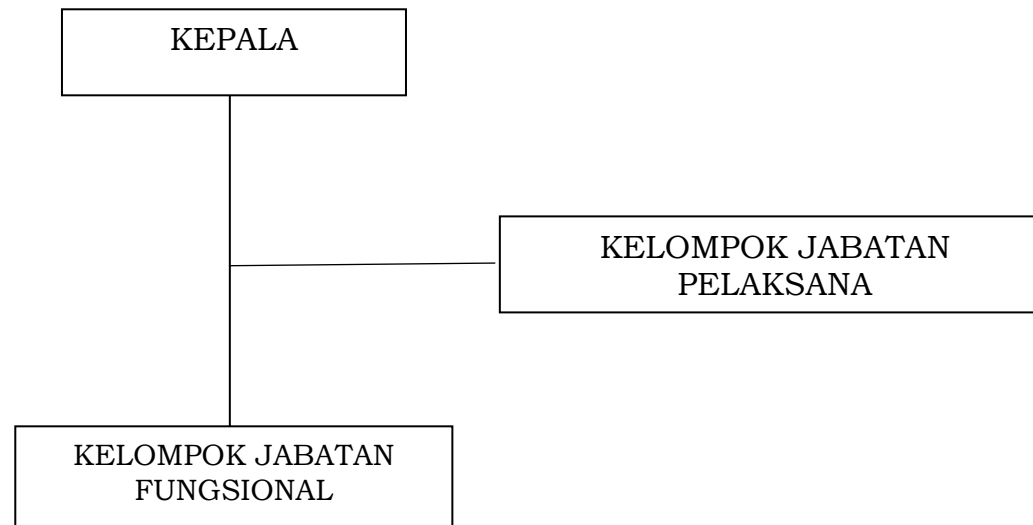 KEPALA
KELOMPOK JABATAN
PELAKSANA
KELOMPOK JABATAN
FUNGSIONAL